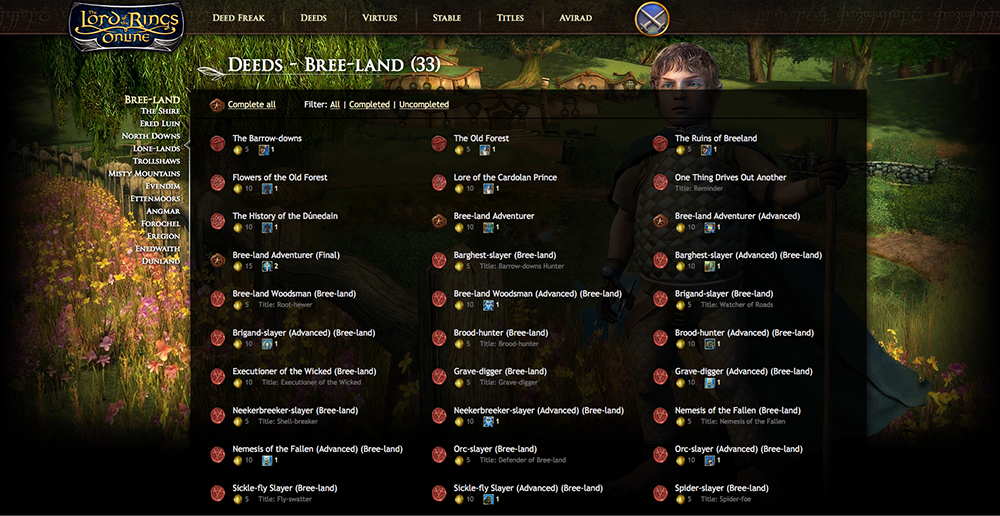 The
Lord of the Rings
Online
Deed Freak
Deeds
Virtues
Stable
Titles
Avirad
Deeds - Bree-land (33)
Bree-land
The Shire
Ered Luin
North Downs
Lone-lands
Trollshaws
Misty Mountains
Evendim
Ettenmoors
Angmar
Forochel
Eregion
Enedwaith
Dunland
Complete all Filter: All | Completed | Uncompleted
The Barrow-downs
5 1
The Old Forest
5 1
The Ruins of Breeland
5 1
Flowers of the Old Forest
10 1
Lore of the Cardolan Prince
10 1
One Thing Drives Out Another
Title: Reminder
The History of the Dúnedain
10 1
Bree-land Adventurer
10 1
Bree-land Adventurer (Advanced)
10 1
Bree-land Adventurer (Final)
15 2
Barghest-slayer (Bree-land)
5 Title: Barrow-downs Hunter
Barghest-slayer (Advanced) (Bree-land)
10 1
Bree-land Woodsman (Bree-land)
5 Title: Root-hewer
Bree-land Woodsman (Advanced) (Bree-land)
10 1
Brigand-slayer (Bree-land)
5 Title: Watcher of Roads
Brigand-slayer (Advanced) (Bree-land)
10 1
Brood-hunter (Bree-land)
5 Title: Brood-hunter
Brood-hunter (Advanced) (Bree-land)
10 1
Executioner of the Wicked (Bree-land)
10 Title: Executioner of the Wicked
Grave-digger (Bree-land)
5 Title: Grave-digger
Grave-digger (Advanced) (Bree-land)
10 1
Neekerbreeker-slayer (Bree-land)
5 Title: Shell-breaker
Neekerbreeker-slayer (Advanced) (Bree-land)
10 1
Nemesis of the Fallen (Bree-land)
5 Title: Nemesis of the Fallen
Nemesis of the Fallen (Advanced) (Bree-land)
10 1
Orc-slayer (Bree-land)
5 Title: Defender of Bree-land
Orc-slayer (Advanced) (Bree-land)
10 1
Sickle-fly Slayer (Bree-land)
5 Title: Fly-swatter
Sickle-fly Slayer (Advanced) (Bree-land)
10 1
Spider-slayer (Bree-land)
5 Title: Spider-foe